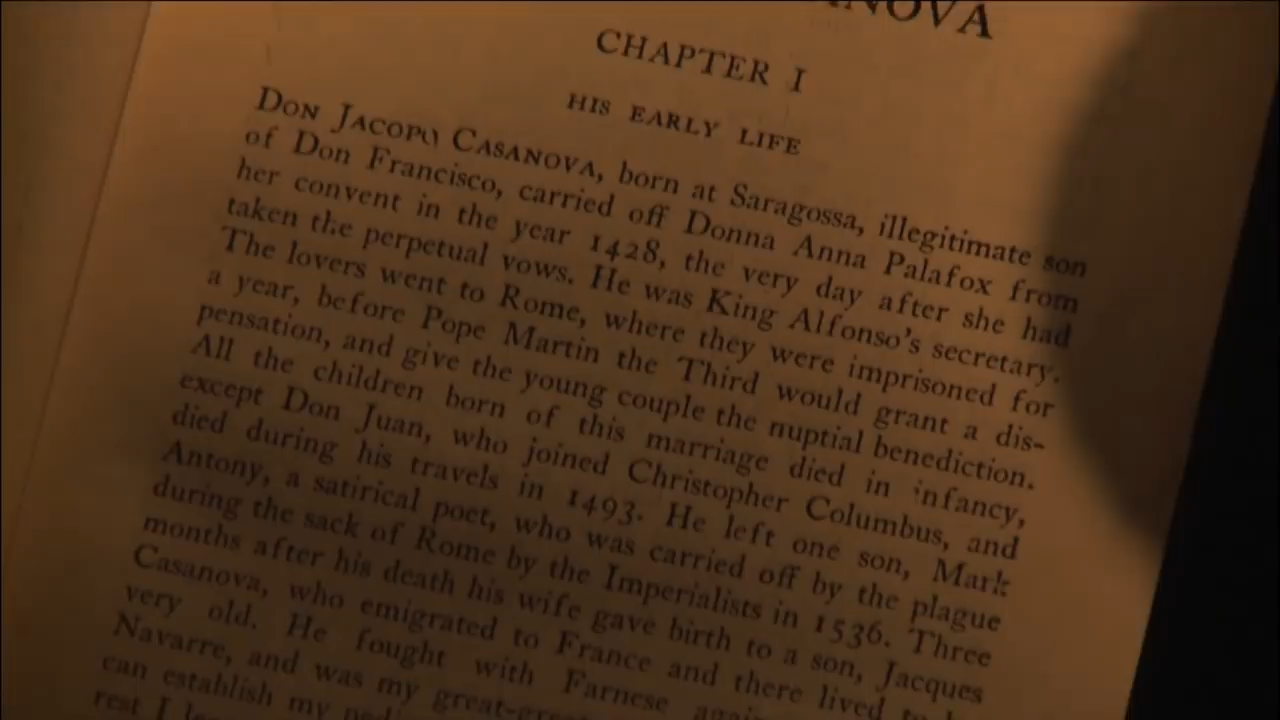 CHAPTER I
HIS EARLY LIFE
DON JACOPO CASANOVA, born at Saragossa, illegitimate son
of Don Francisco, carried off Donna Anna Palafox from
her convent in the year 1428, the very day after she had
taken the perpetual vows. He was King Alfonso's secretary.
The lovers went to Rome, where they were imprisoned for
a year, before Pope Martin the Third would grant a dis-
pensation, and give the young couple the nuptial benediction.
All the children born of this marriage died in infancy,
except Don Juan, who joined Christopher Columbus, and
died during his travels in 1493. He left one son, Mark
Antony, a satirical poet, who was carried off by the plague
during the sack of Rome by the Imperialists in 1536. Three
months after his death his wife gave birth to a son, Jacques
Casanova, who emigrated to France and there lived to
very old. He fought with Farnese
Navarre, and was my
can establish my
rest I